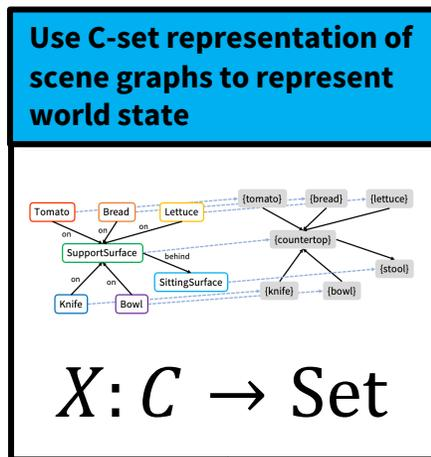 Use C-set representation of
scene graphs to represent
world state
{tomato} {bread} {lettuce}
Tomato Bread Lettuce
on on on
{countertop}
SupportSurface
behind
{stool}
SittingSurface
on on
{knife} {bowl}
Knife Bowl
X: C → Set